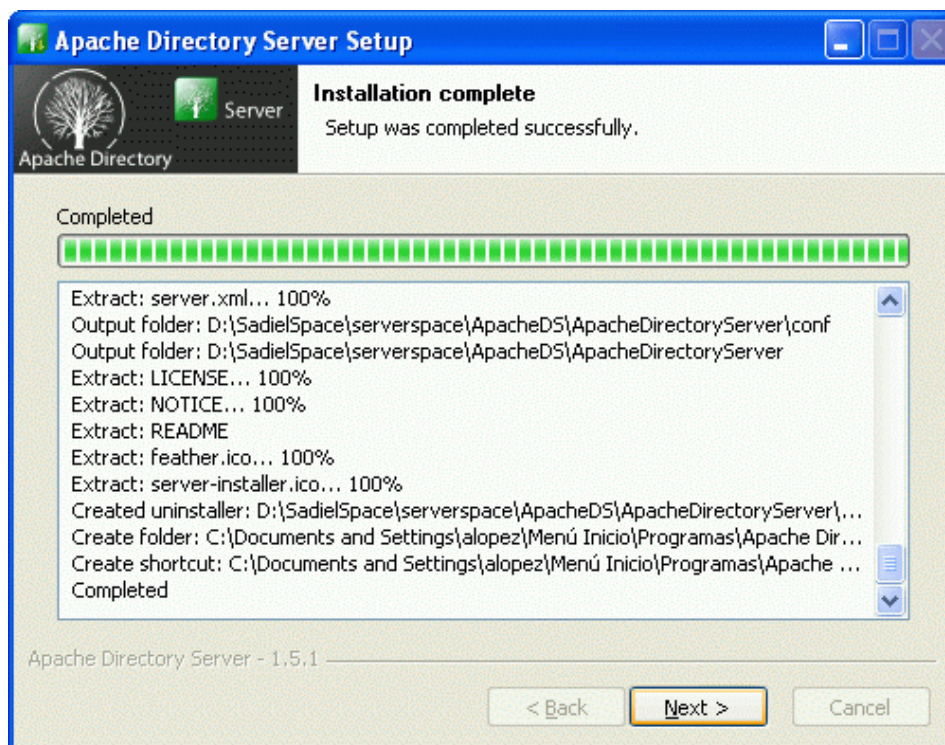 Apache Directory Server Setup
Server
Apache Directory
Installation complete
Setup was completed successfully.
Completed
Extract: server.xml... 100%
Output folder: D:\SadielSpace\serverspace\ApacheDS\ApacheDirectoryServer\conf
Output folder: D:\SadielSpace\serverspace\ApacheDS\ApacheDirectoryServer
Extract: LICENSE... 100%
Extract: NOTICE... 100%
Extract: README
Extract: feather.ico... 100%
Extract: server-installer.ico... 100%
Created uninstaller: D:\SadielSpace\serverspace\ApacheDS\ApacheDirectoryServer\...
Create folder: C:\Documents and Settings\alopez\Menú Inicio\Programas\Apache Dir...
Create shortcut: C:\Documents and Settings\alopez\Menú Inicio\Programas\Apache ...
Completed
Apache Directory Server - 1.5.1
< Back
Next >
Cancel